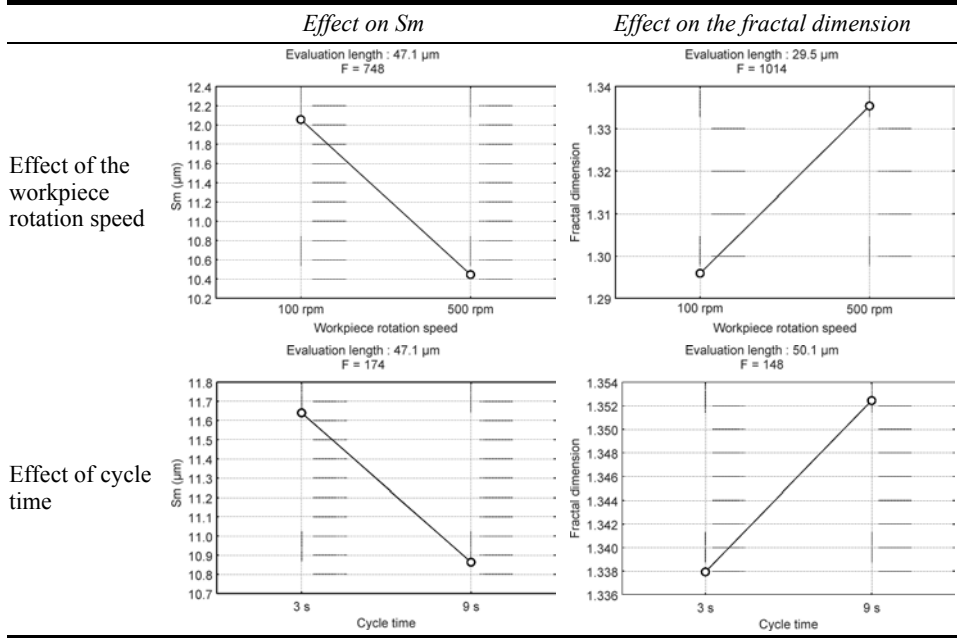 Effect on Sm
Effect on the fractal dimension
Effect of the
workpiece
rotation speed
Evaluation length : 47.1 µm
F = 748
Sm (µm)
12.4
12.2
12.0
11.8
11.6
11.4
11.2
11.0
10.8
10.6
10.4
10.2
100 rpm
500 rpm
Workpiece rotation speed
Evaluation length : 29.5 µm
F = 1014
Fractal dimension
1.34
1.33
1.32
1.31
1.30
1.29
100 rpm
500 rpm
Workpiece rotation speed
Effect of cycle
time
Evaluation length : 47.1 µm
F = 174
Sm (µm)
11.8
11.7
11.6
11.5
11.4
11.3
11.2
11.1
11.0
10.9
10.8
10.7
3 s
9 s
Cycle time
Evaluation length : 50.1 µm
F = 148
Fractal dimension
1.354
1.352
1.350
1.348
1.346
1.344
1.342
1.340
1.338
1.336
3 s
9 s
Cycle time